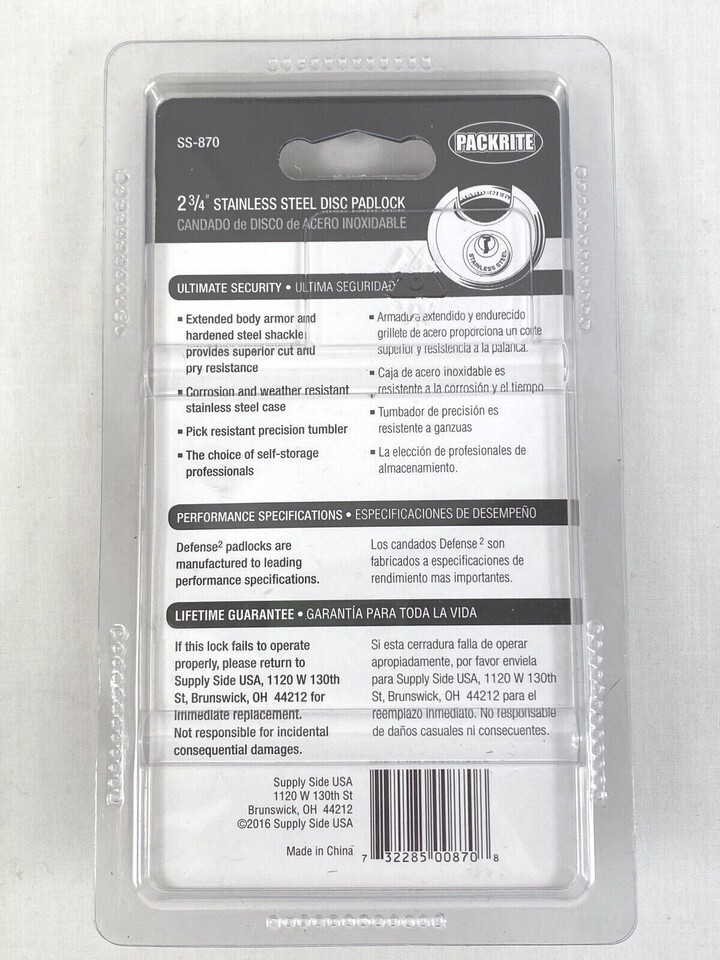 SS-870
PACKRITE
2 3/4" STAINLESS STEEL DISC PADLOCK
CANDADO de DISCO de ACERO INOXIDABLE
STAINLESS STEEL
ULTIMATE SECURITY • ULTIMA SEGURIDAD
▪ Extended body armor and
hardened steel shackle
provides superior cut and
pry resistance
▪ Corrosion and weather resistant
stainless steel case
▪ Pick resistant precision tumbler
▪ The choice of self-storage
professionals
▪ Armadura extendido y endurecido
grillete de acero proporciona un corte
superior y resistencia a la palanca.
▪ Caja de acero inoxidable es
resistente a la corrosión y el tiempo
▪ Tumbador de precisión es
resistente a ganzuas
▪ La elección de profesionales de
almacenamiento.
PERFORMANCE SPECIFICATIONS • ESPECIFICACIONES DE DESEMPEÑO
Defense² padlocks are
manufactured to leading
performance specifications.
Los candados Defense ² son
fabricados a especificaciones de
rendimiento mas importantes.
LIFETIME GUARANTEE • GARANTÍA PARA TODA LA VIDA
If this lock fails to operate
properly, please return to
Supply Side USA, 1120 W 130th
St, Brunswick, OH 44212 for
immediate replacement.
Not responsible for incidental
consequential damages.
Si esta cerradura falla de operar
apropiadamente, por favor enviela
para Supply Side USA, 1120 W 130th
St, Brunswick, OH 44212 para el
reemplazo inmediato. No responsable
de daños casuales ni consecuentes.
Supply Side USA
1120 W 130th St
Brunswick, OH 44212
©2016 Supply Side USA
Made in China
7 32285 00870 8